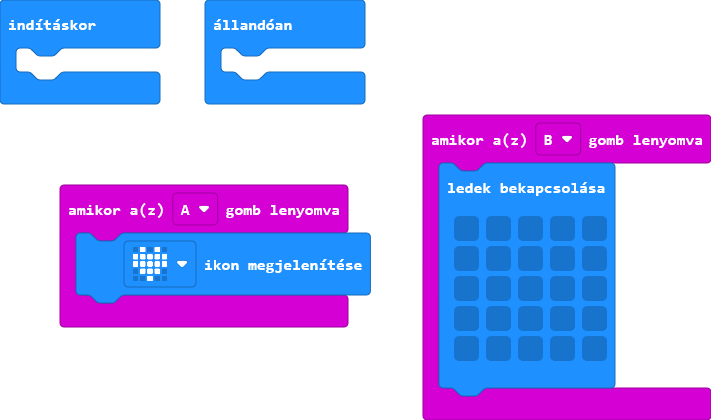 indításkor
állandóan
amikor a(z) B gomb lenyomva
ledek bekapcsolása
amikor a(z) A gomb lenyomva
ikon megjelenítése